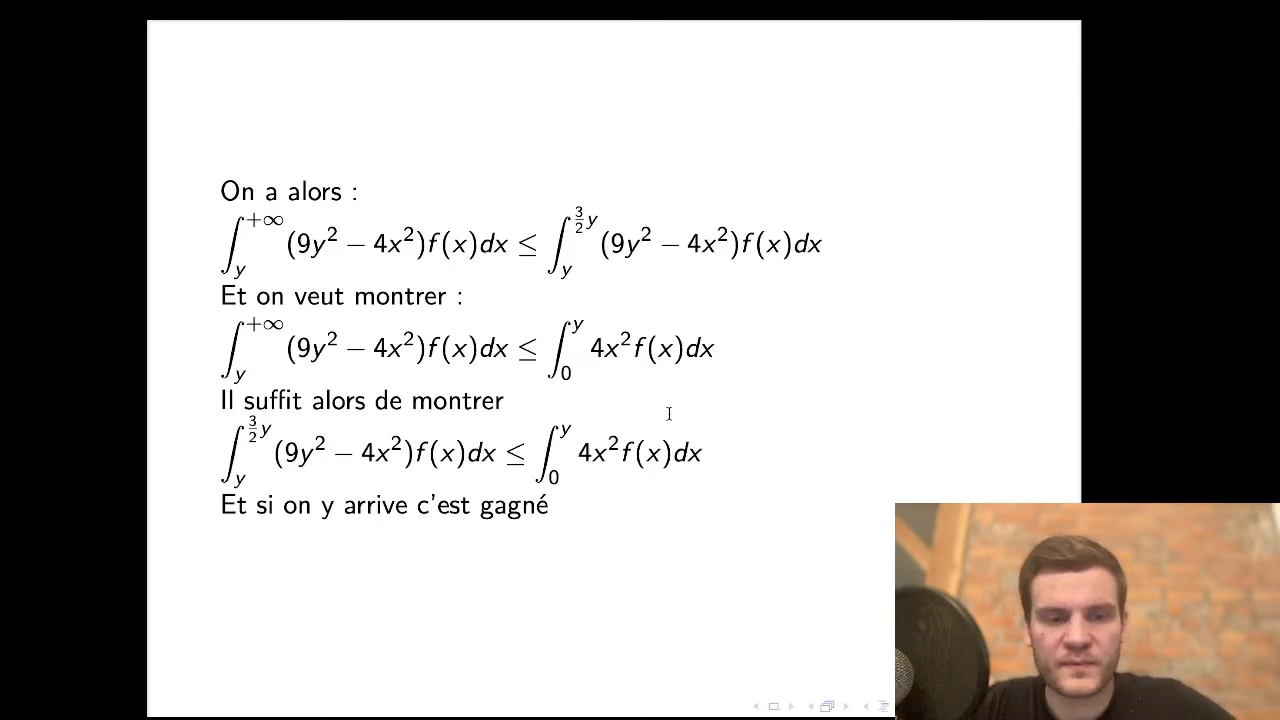 On a alors :
∫_y^{+∞} (9y² − 4x²)f(x)dx ≤ ∫_y^{3/2 y} (9y² − 4x²)f(x)dx
Et on veut montrer :
∫_y^{+∞} (9y² − 4x²)f(x)dx ≤ ∫_0^y 4x²f(x)dx
Il suffit alors de montrer
∫_y^{3/2 y} (9y² − 4x²)f(x)dx ≤ ∫_0^y 4x²f(x)dx
Et si on y arrive c'est gagné